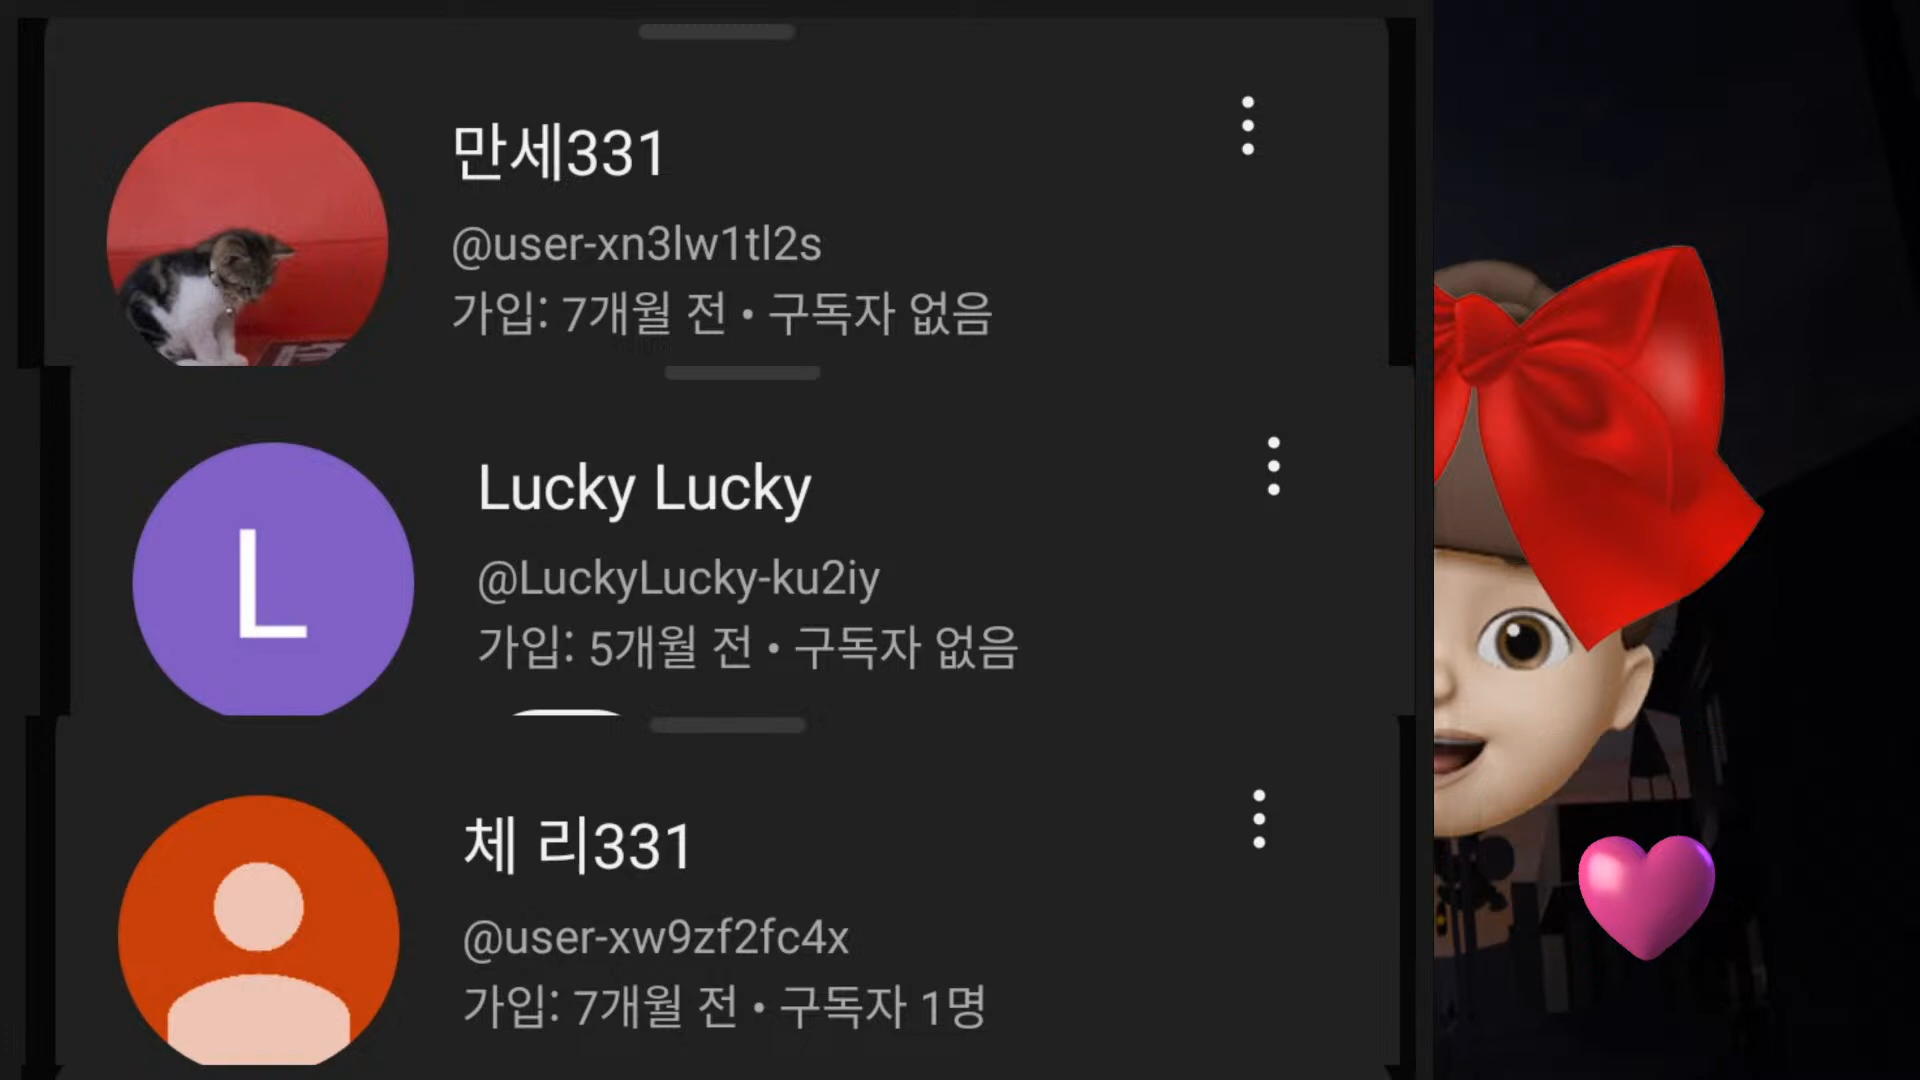 만세331
@user-xn3lw1tl2s
가입: 7개월 전 • 구독자 없음
L
Lucky Lucky
@LuckyLucky-ku2iy
가입: 5개월 전 • 구독자 없음
체 리331
@user-xw9zf2fc4x
가입: 7개월 전 • 구독자 1명